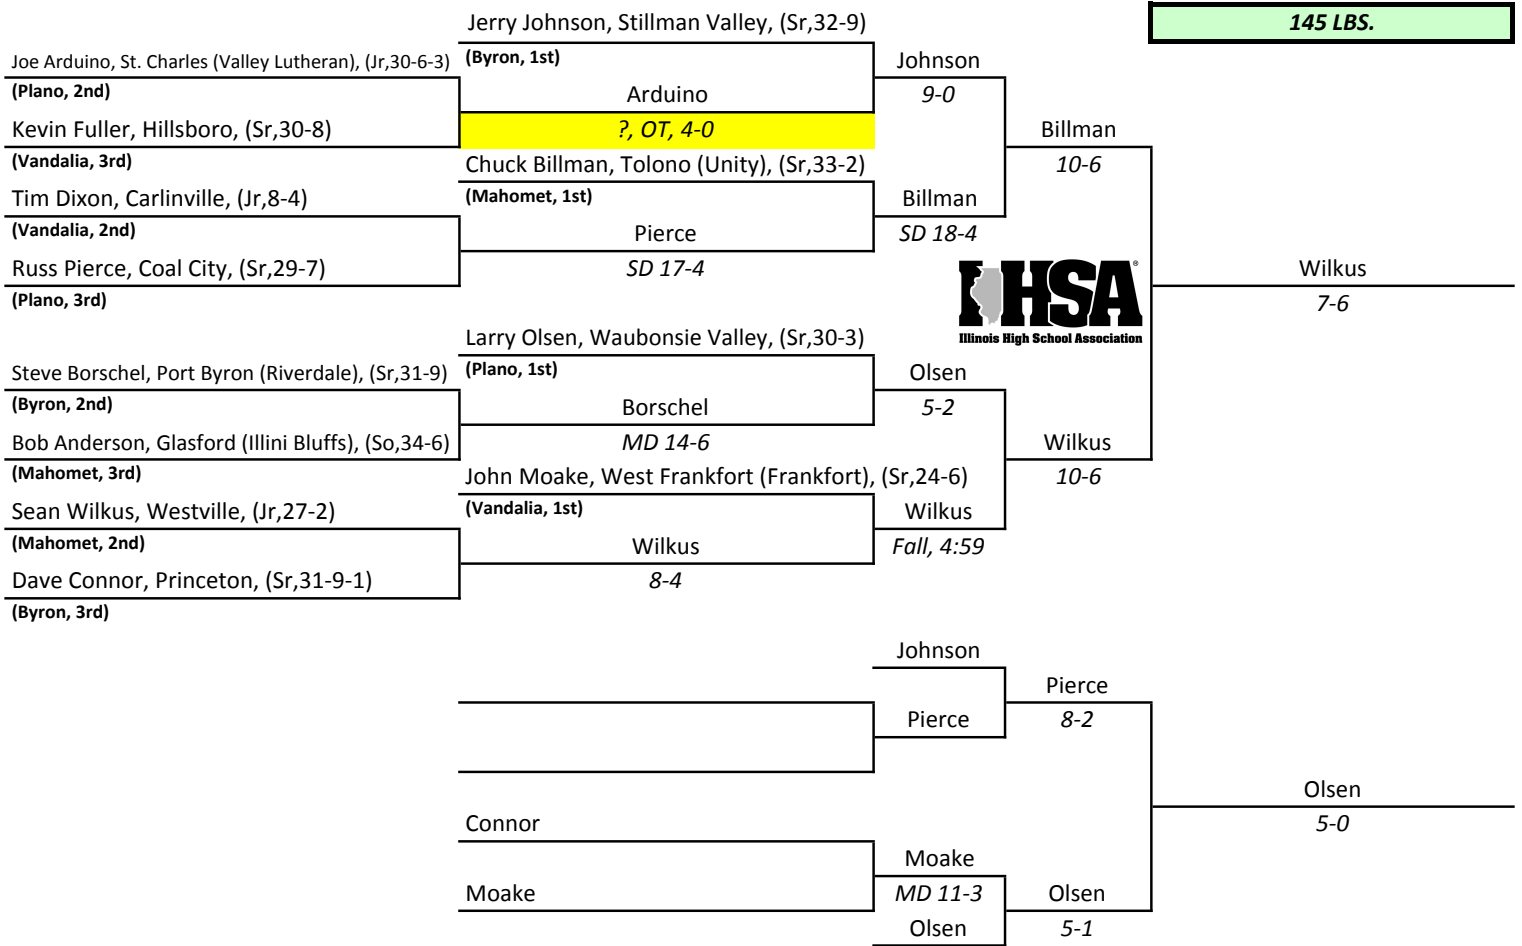 Jerry Johnson, Stillman Valley, (Sr,32-9)
145 LBS.
Joe Arduino, St. Charles (Valley Lutheran), (Jr,30-6-3)
(Byron, 1st)
Johnson
(Plano, 2nd)
Arduino
9-0
Kevin Fuller, Hillsboro, (Sr,30-8)
?, OT, 4-0
Billman
(Vandalia, 3rd)
Chuck Billman, Tolono (Unity), (Sr,33-2)
10-6
Tim Dixon, Carlinville, (Jr,8-4)
(Mahomet, 1st)
Billman
(Vandalia, 2nd)
Pierce
SD 18-4
Russ Pierce, Coal City, (Sr,29-7)
SD 17-4
IHSA®
Wilkus
(Plano, 3rd)
7-6
Larry Olsen, Waubonsie Valley, (Sr,30-3)
Illinois High School Association
Steve Borschel, Port Byron (Riverdale), (Sr,31-9)
(Plano, 1st)
Olsen
(Byron, 2nd)
Borschel
5-2
Bob Anderson, Glasford (Illini Bluffs), (So,34-6)
MD 14-6
Wilkus
(Mahomet, 3rd)
John Moake, West Frankfort (Frankfort), (Sr,24-6)
10-6
Sean Wilkus, Westville, (Jr,27-2)
(Vandalia, 1st)
Wilkus
(Mahomet, 2nd)
Wilkus
Fall, 4:59
Dave Connor, Princeton, (Sr,31-9-1)
8-4
(Byron, 3rd)
Johnson
Pierce
Pierce
8-2
Olsen
Connor
5-0
Moake
Moake
MD 11-3
Olsen
Olsen
5-1